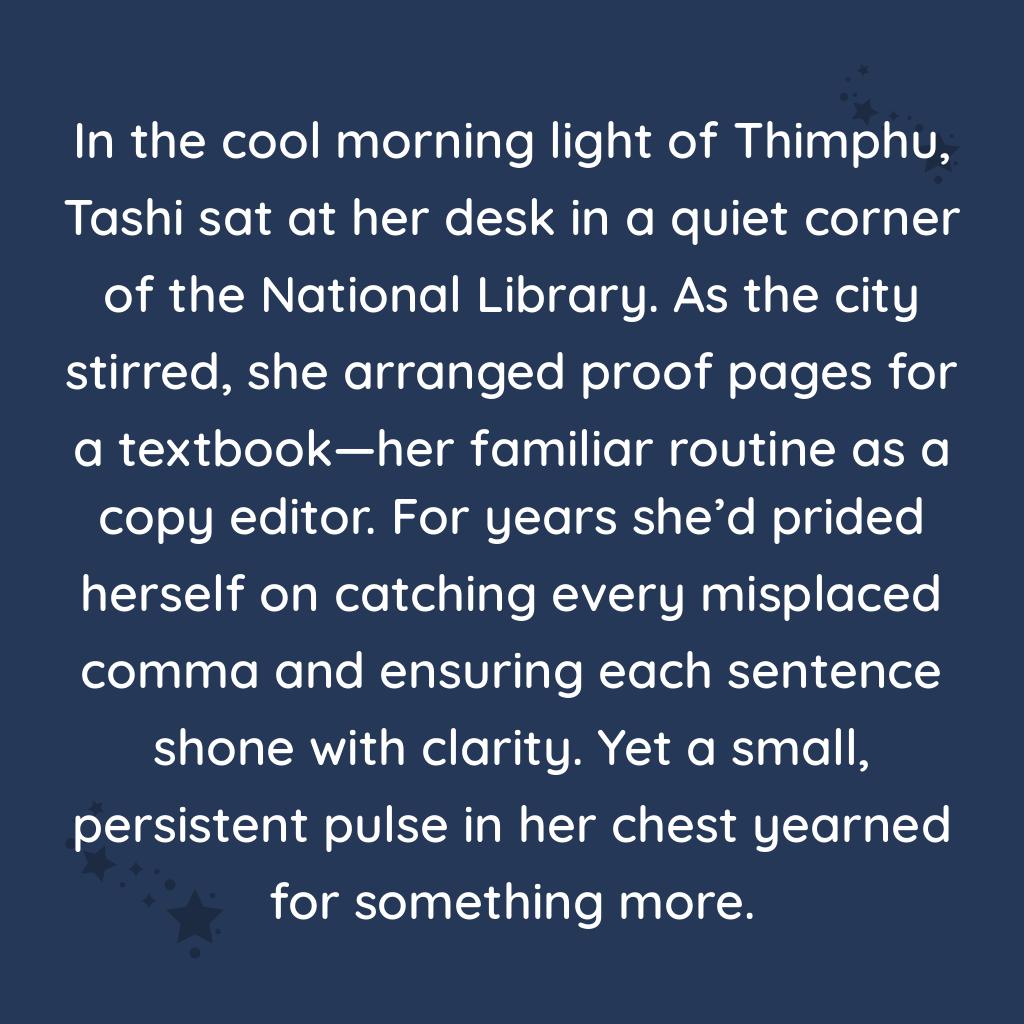 In the cool morning light of Thimphu,
Tashi sat at her desk in a quiet corner
of the National Library. As the city
stirred, she arranged proof pages for
a textbook—her familiar routine as a
copy editor. For years she’d prided
herself on catching every misplaced
comma and ensuring each sentence
shone with clarity. Yet a small,
persistent pulse in her chest yearned
for something more.